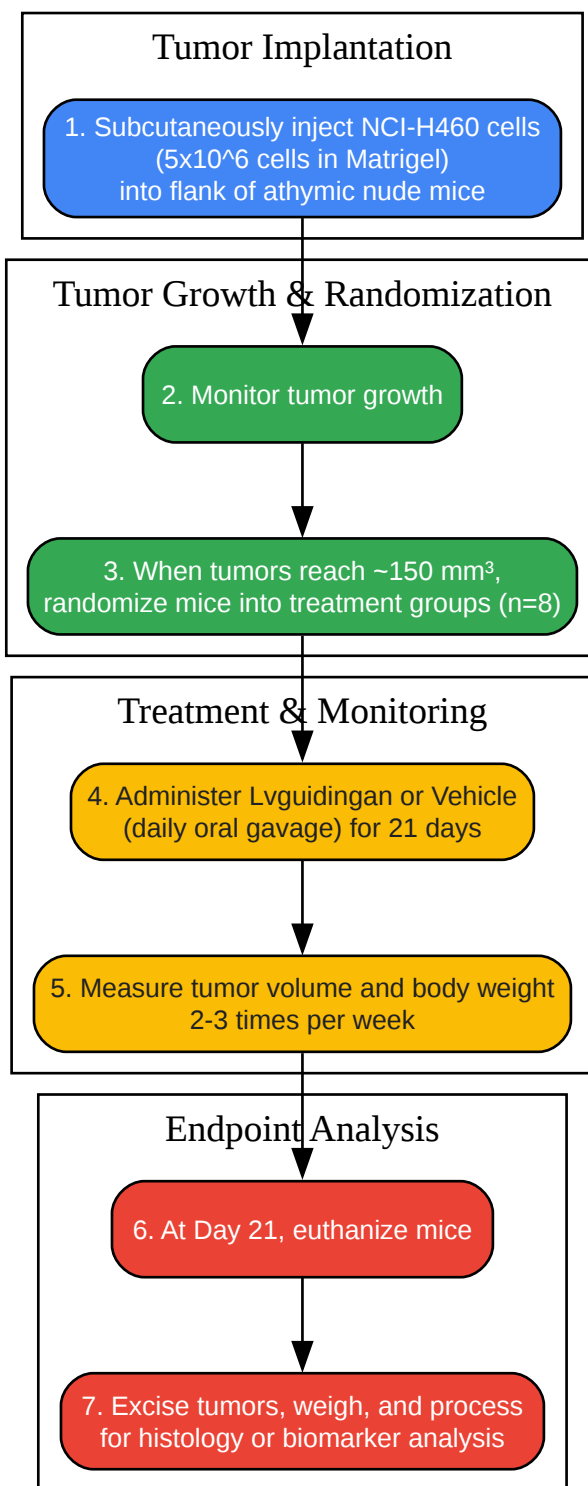 Tumor Implantation
1. Subcutaneously inject NCI-H460 cells
(5x10^6 cells in Matrigel)
into flank of athymic nude mice
Tumor Growth & Randomization
2. Monitor tumor growth
3. When tumors reach ~150 mm³,
randomize mice into treatment groups (n=8)
Treatment & Monitoring
4. Administer Lvguidingan or Vehicle
(daily oral gavage) for 21 days
5. Measure tumor volume and body weight
2-3 times per week
Endpoint Analysis
6. At Day 21, euthanize mice
7. Excise tumors, weigh, and process
for histology or biomarker analysis